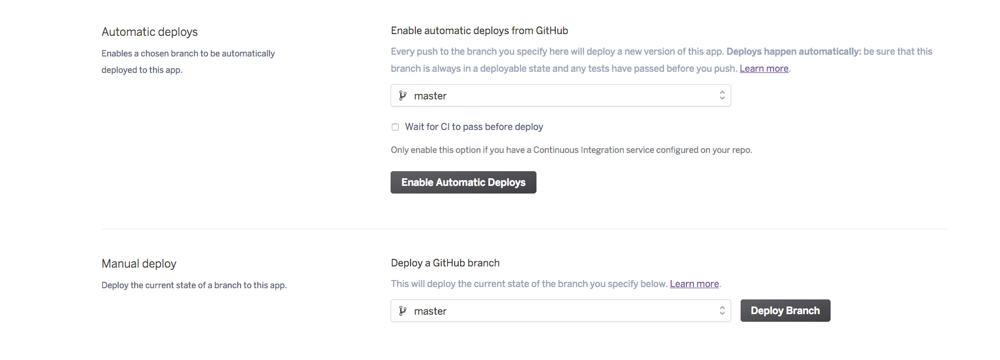 Automatic deploys
Enables a chosen branch to be automatically
deployed to this app.
Enable automatic deploys from GitHub
Every push to the branch you specify here will deploy a new version of this app. Deploys happen automatically: be sure that this
branch is always in a deployable state and any tests have passed before you push. Learn more.
master
Wait for CI to pass before deploy
Only enable this option if you have a Continuous Integration service configured on your repo.
Enable Automatic Deploys
Manual deploy
Deploy the current state of a branch to this app.
Deploy a GitHub branch
This will deploy the current state of the branch you specify below. Learn more.
master
Deploy Branch